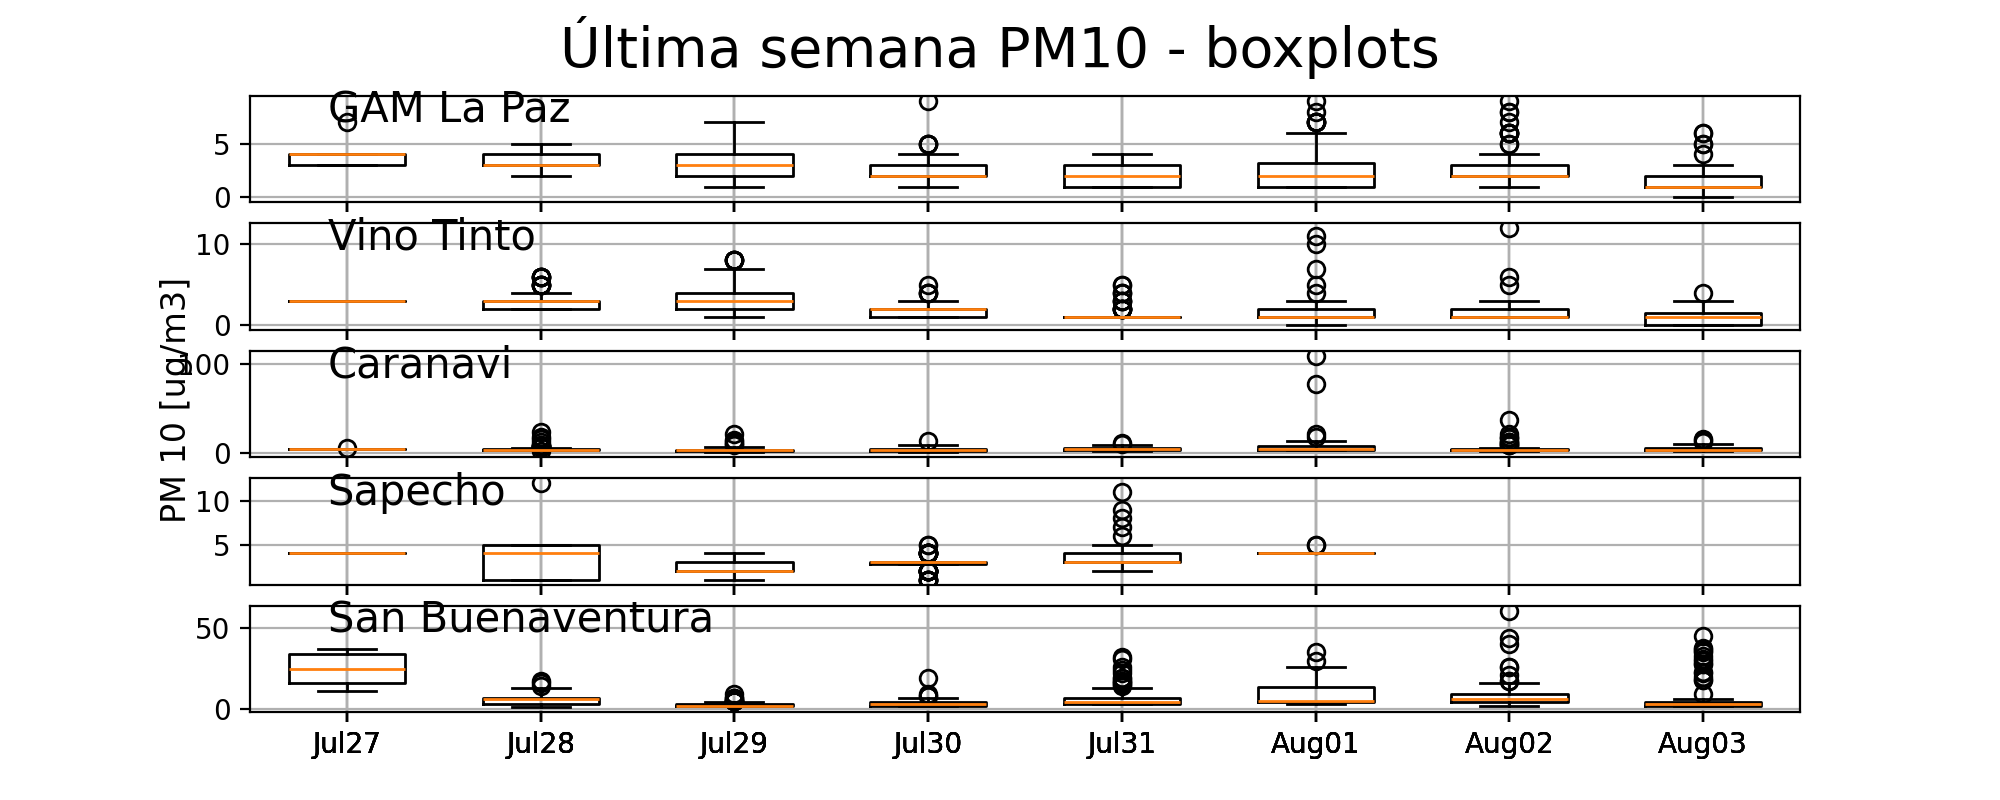 Última semana PM10 - boxplots
GAM La Paz
5
0
Vino Tinto
10
0
PM 10 [ug/m3]
Caranavi
100
0
Sapecho
10
5
San Buenaventura
50
0
Jul27 Jul28 Jul29 Jul30 Jul31 Aug01 Aug02 Aug03